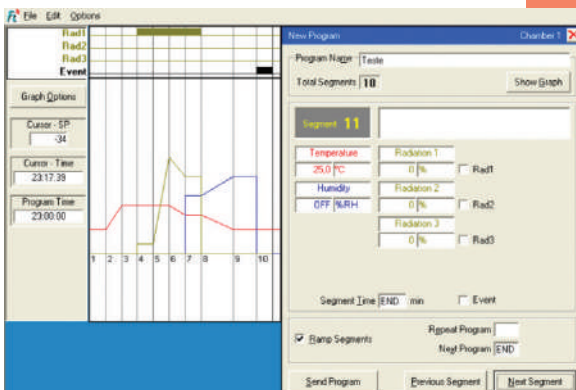 File Edit Options
Rad1
Rad2
Rad3
Event
Graph Options
Cursor - SP
-34
Cursor - Time
23:17:39
Program Time
23:00:00
1 2 3 4 5 6 7 8 9 10
New Program Chamber 1
Program Name Teste
Total Segments 10 Show Graph
Segment 11
Temperature Radiation 1
25,0 °C 0 % Rad1
Humidity Radiation 2
OFF %RH 0 % Rad2
Radiation 3
0 % Rad3
Segment Time END min Event
Ramp Segments Repeat Program
Next Program END
Send Program Previous Segment Next Segment